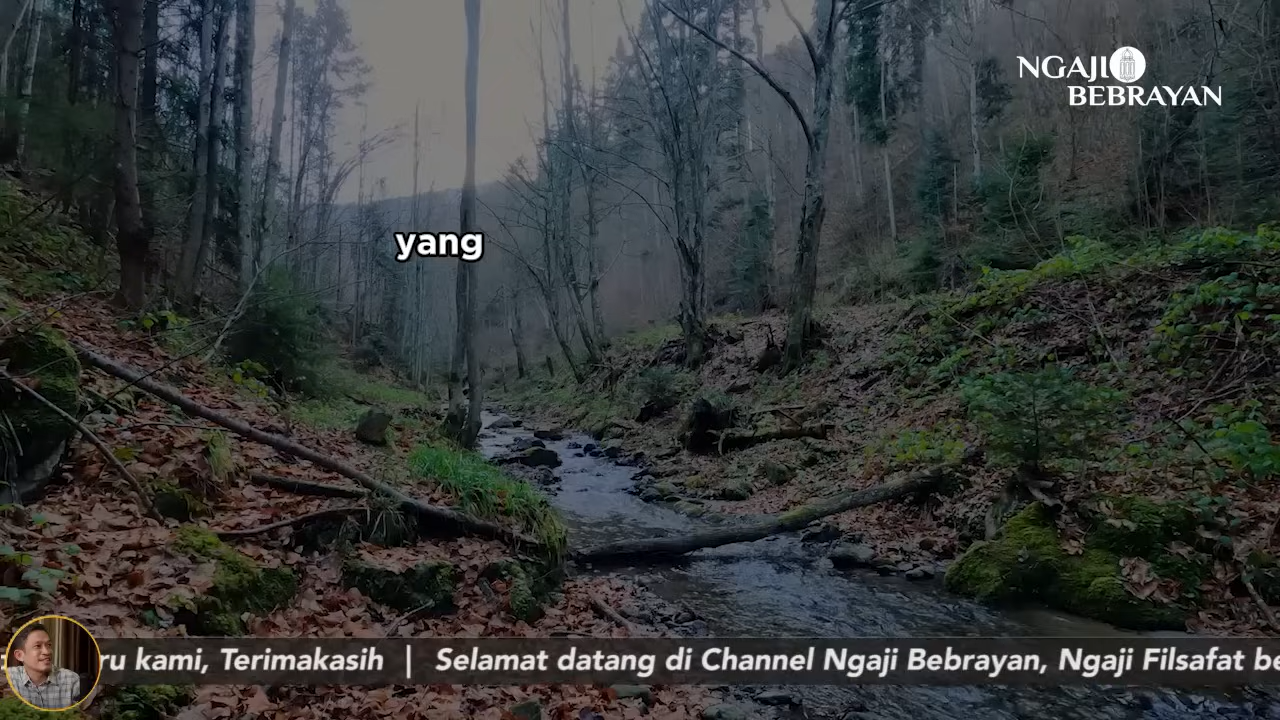 NGAJI
BEBRAYAN
yang
ru kami, Terimakasih | Selamat datang di Channel Ngaji Bebrayan, Ngaji Filsafat be